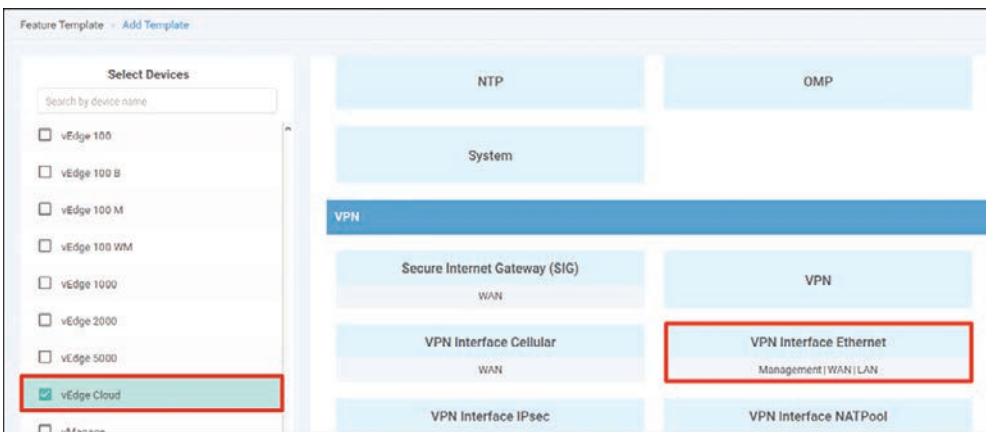 Feature Template > Add Template
Select Devices
Search by device name
vEdge 100
vEdge 100 B
vEdge 100 M
vEdge 100 WM
vEdge 1000
vEdge 2000
vEdge 5000
vEdge Cloud
vManage
NTP
OMP
System
VPN
Secure Internet Gateway (SIG)
WAN
VPN
VPN Interface Cellular
WAN
VPN Interface Ethernet
Management | WAN | LAN
VPN Interface IPsec
VPN Interface NATPool